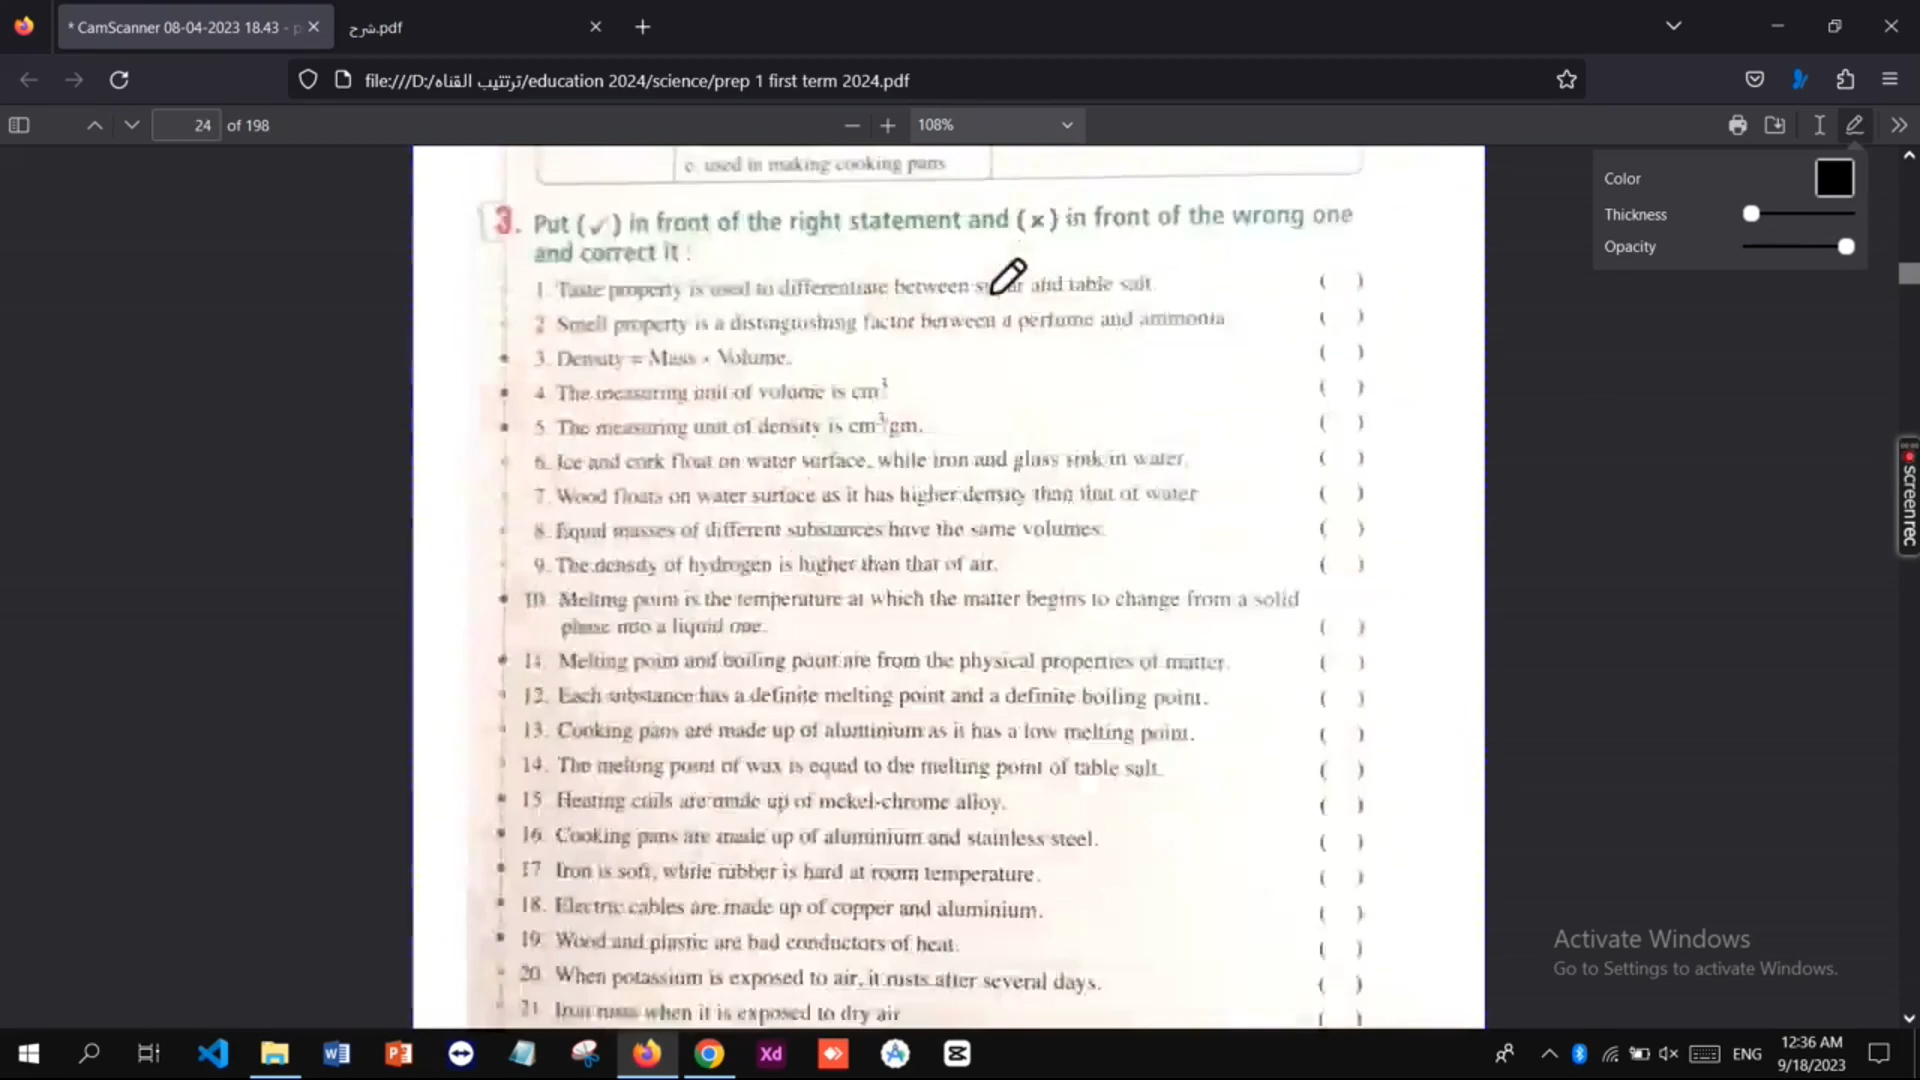 * CamScanner 08-04-2023 18.43 - p
شرح.pdf
file:///D:/ترتتيب القناه/education 2024/science/prep 1 first term 2024.pdf
24 of 198
108%
Color
Thickness
Opacity
c. used in making cooking pans
3. Put (✓) in front of the right statement and (x) in front of the wrong one
and correct it :
1. Taste property is used to differentiate between and table salt. ( )
2. Smell property is a distinguishing factor between a perfume and ammonia ( )
3. Density = Mass × Volume. ( )
4. The measuring unit of volume is cm³ ( )
5. The measuring unit of density is cm³/gm. ( )
6. Ice and cork float on water surface, while iron and glass sink in water. ( )
7. Wood floats on water surface as it has higher density than that of water ( )
8. Equal masses of different substances have the same volumes. ( )
9. The density of hydrogen is higher than that of air. ( )
10. Melting point is the temperature at which the matter begins to change from a solid
phase into a liquid one. ( )
11. Melting point and boiling point are from the physical properties of matter. ( )
12. Each substance has a definite melting point and a definite boiling point. ( )
13. Cooking pans are made up of aluminium as it has a low melting point. ( )
14. The melting point of wax is equal to the melting point of table salt. ( )
15. Heating coils are made up of nickel-chrome alloy. ( )
16. Cooking pans are made up of aluminium and stainless steel. ( )
17. Iron is soft, while rubber is hard at room temperature. ( )
18. Electric cables are made up of copper and aluminium. ( )
19. Wood and plastic are bad conductors of heat. ( )
20. When potassium is exposed to air, it rusts after several days. ( )
21. Iron rusts when it is exposed to dry air ( )
screenrec
Activate Windows
Go to Settings to activate Windows.
Xd
ENG
12:36 AM
9/18/2023